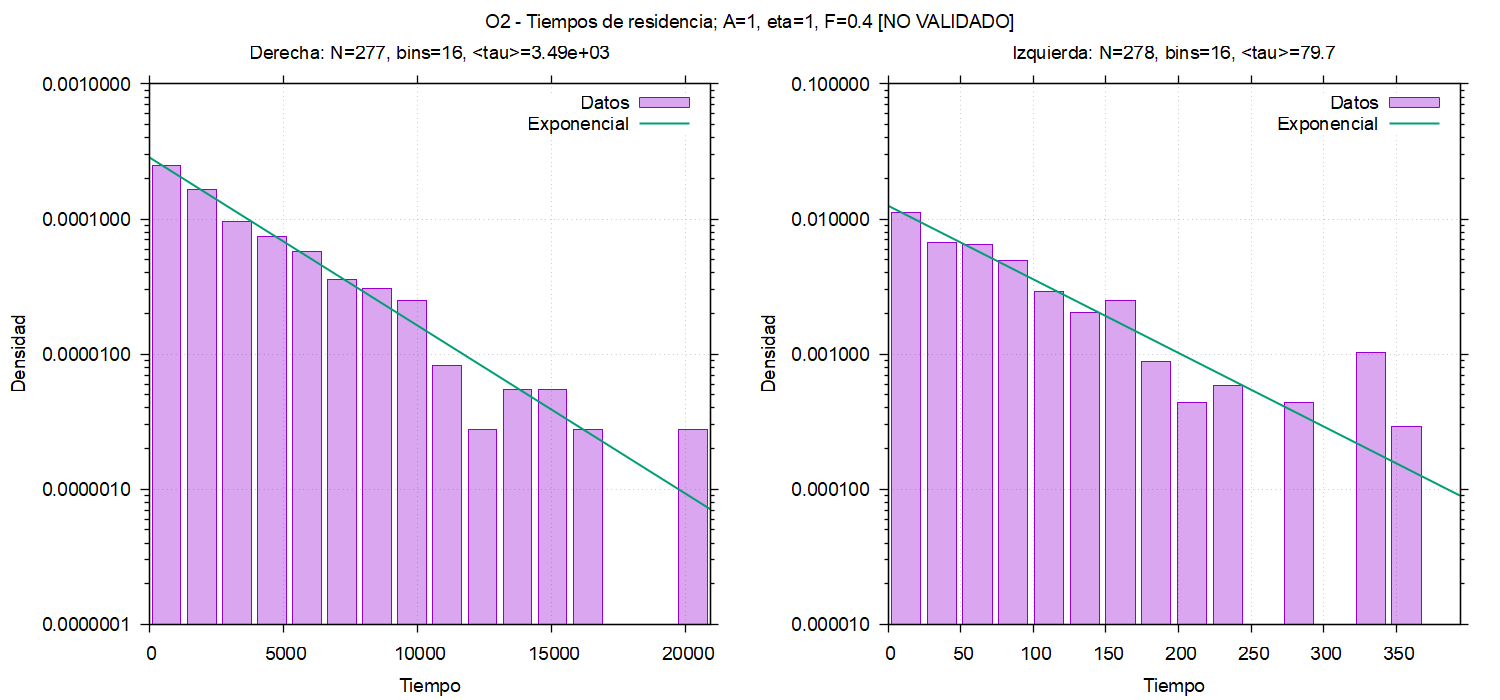 O2 - Tiempos de residencia; A=1, eta=1, F=0.4 [NO VALIDADO]
Derecha: N=277, bins=16, <tau>=3.49e+03
0.0010000
0.0001000
0.0000100
0.0000010
0.0000001
Densidad
Datos
Exponencial
0 5000 10000 15000 20000
Tiempo
Izquierda: N=278, bins=16, <tau>=79.7
0.100000
0.010000
0.001000
0.000100
0.000010
Densidad
Datos
Exponencial
0 50 100 150 200 250 300 350
Tiempo